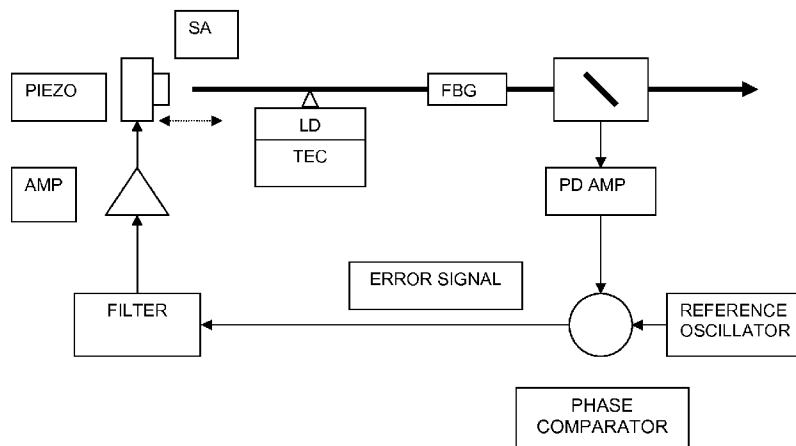 SA
PIEZO
FBG
LD
TEC
AMP
PD AMP
ERROR SIGNAL
FILTER
REFERENCE
OSCILLATOR
PHASE
COMPARATOR